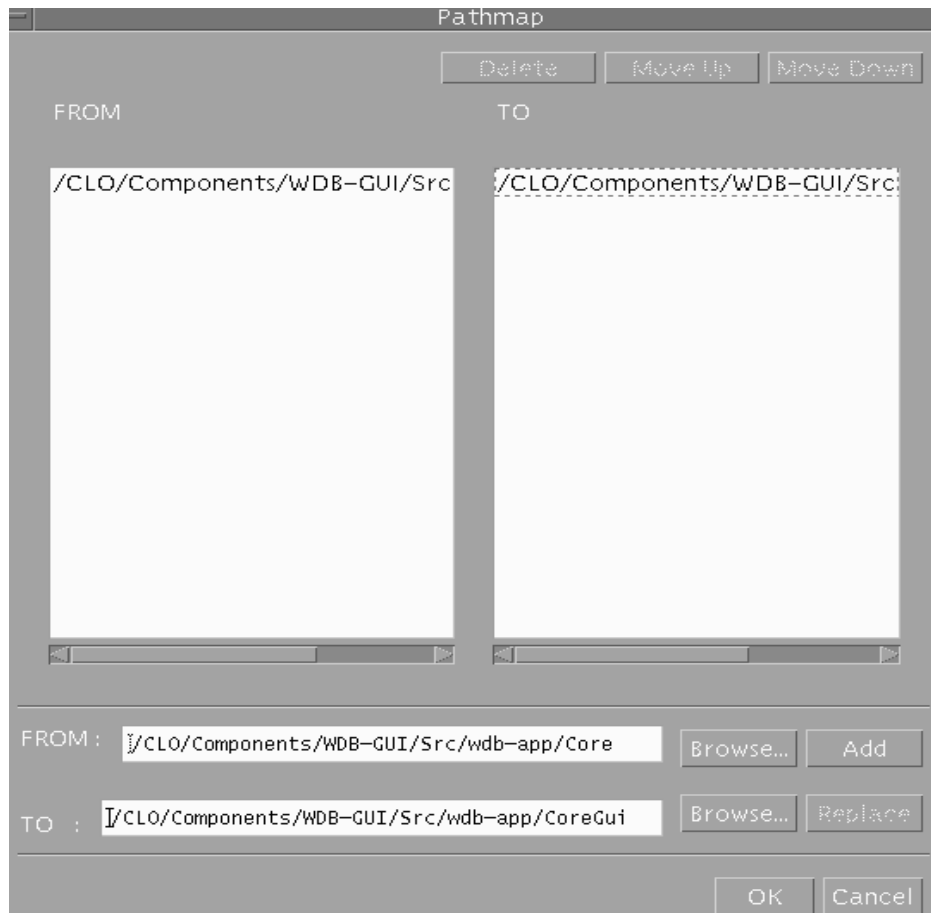 Pathmap
Delete Move Up Move Down
FROM TO
/CLO/Components/WDB-GUI/Src /CLO/Components/WDB-GUI/Src
FROM : /CLO/Components/WDB-GUI/Src/wdb-app/Core Browse... Add
TO : /CLO/Components/WDB-GUI/Src/wdb-app/CoreGui Browse... Replace
OK Cancel